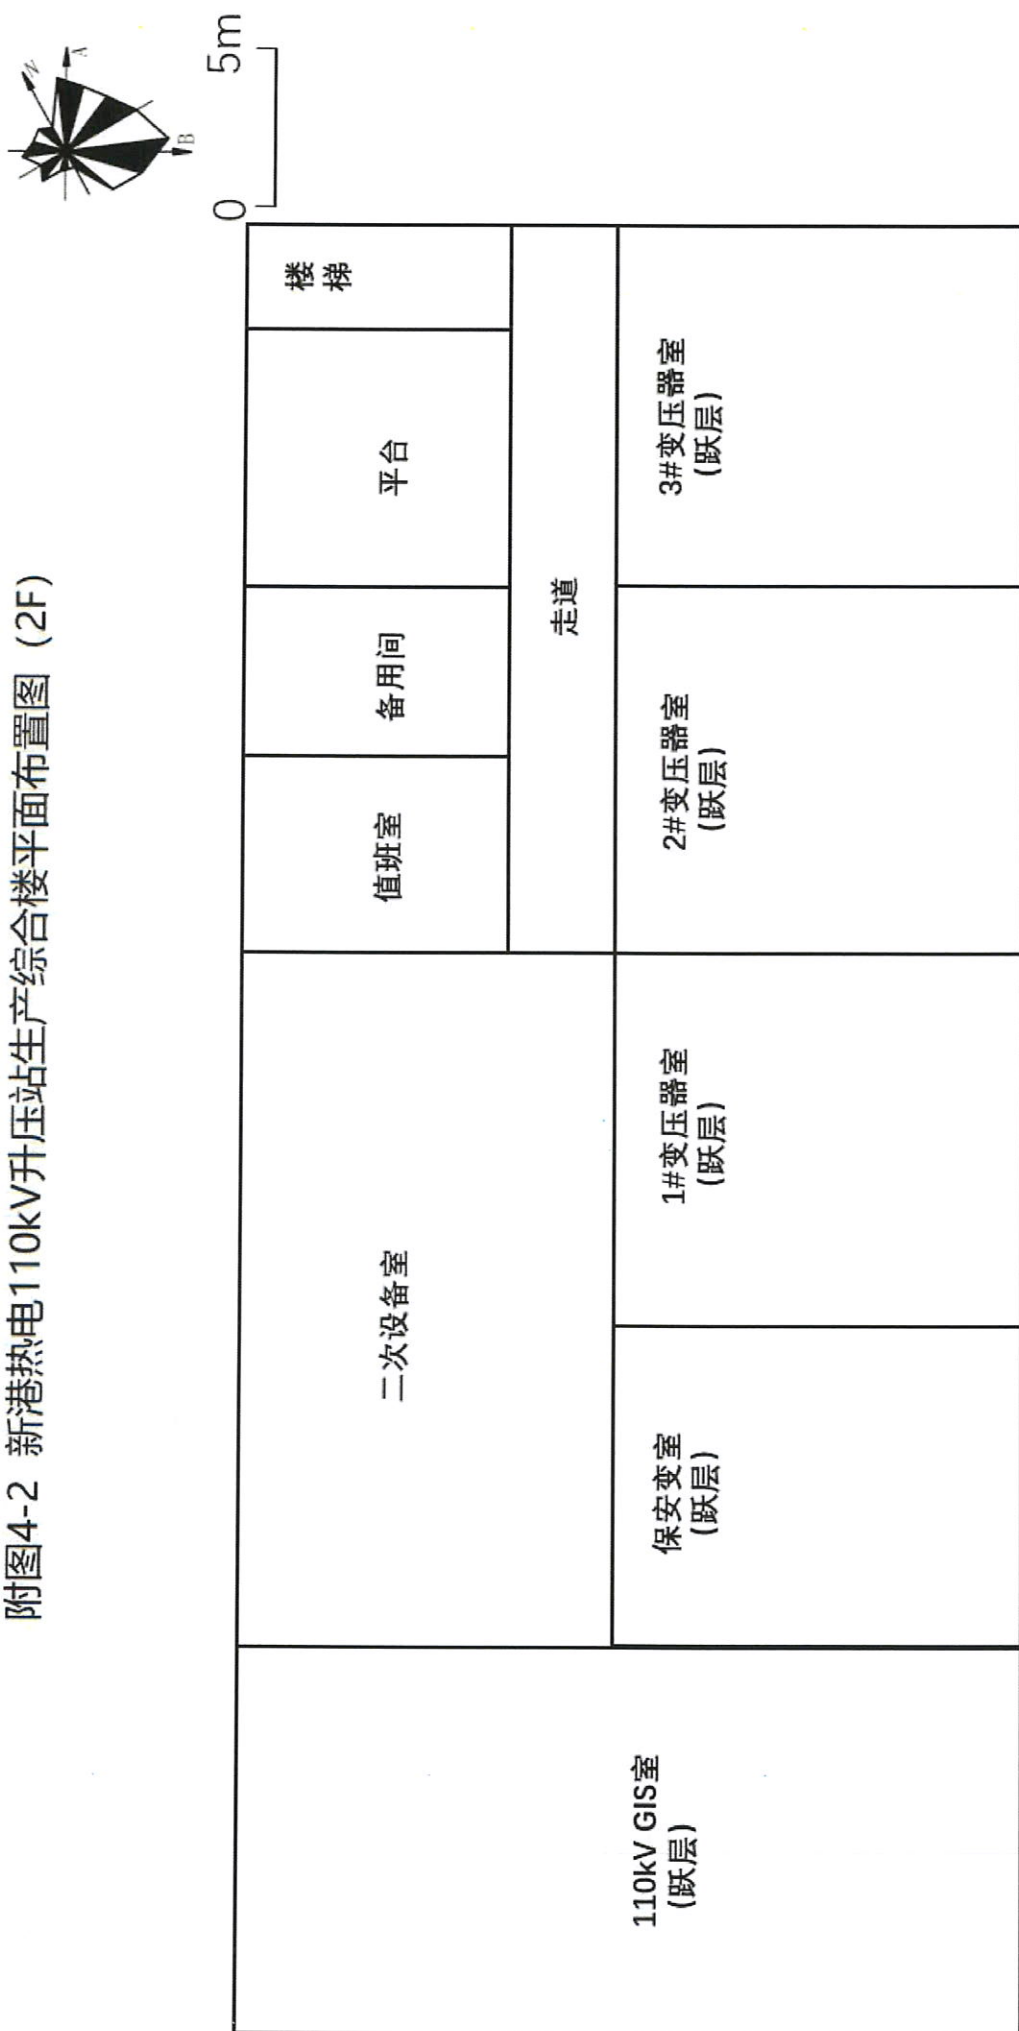 附图4-2 新港热电110kV升压站生产综合楼平面布置图（2F）
N
A
B
0 5m
110kV GIS室
(跃层)
二次设备室
值班室
备用间
平台
楼
梯
走道
保安变室
(跃层)
1#变压器室
(跃层)
2#变压器室
(跃层)
3#变压器室
(跃层)